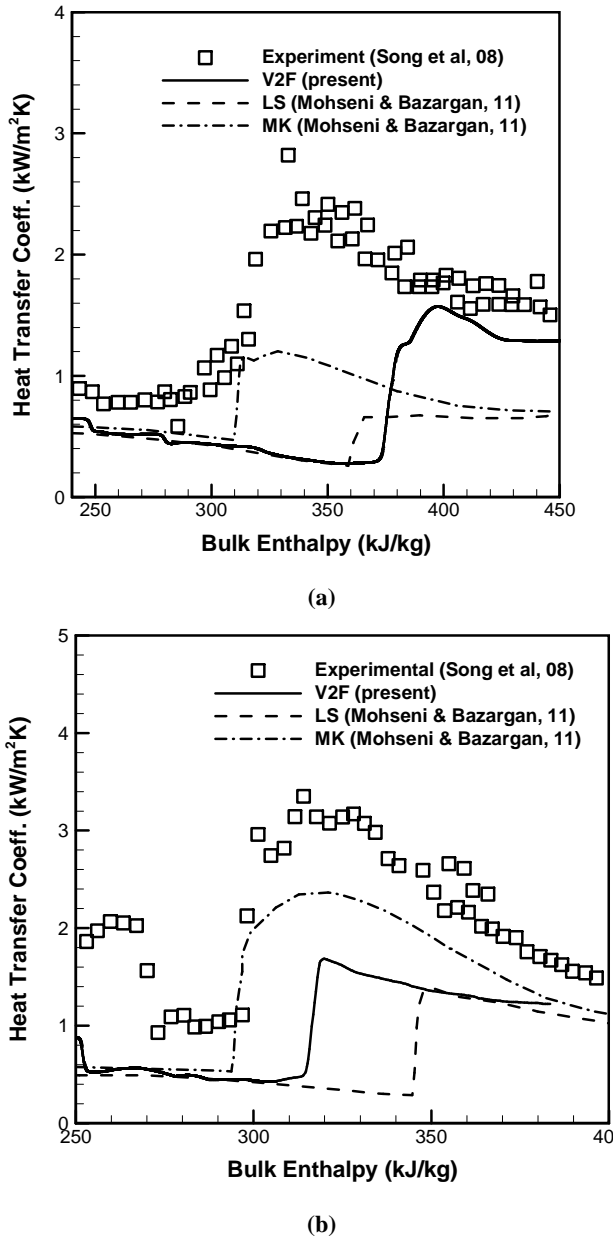 4
3
2
1
0
Heat Transfer Coeff. (kW/m²K)
Experiment (Song et al, 08)
V2F (present)
LS (Mohseni & Bazargan, 11)
MK (Mohseni & Bazargan, 11)
250 300 350 400 450
Bulk Enthalpy (kJ/kg)
(a)
5
4
3
2
1
0
Heat Transfer Coeff. (kW/m²K)
Experimental (Song et al, 08)
V2F (present)
LS (Mohseni & Bazargan, 11)
MK (Mohseni & Bazargan, 11)
250 300 350 40
Bulk Enthalpy (kJ/kg)
(b)